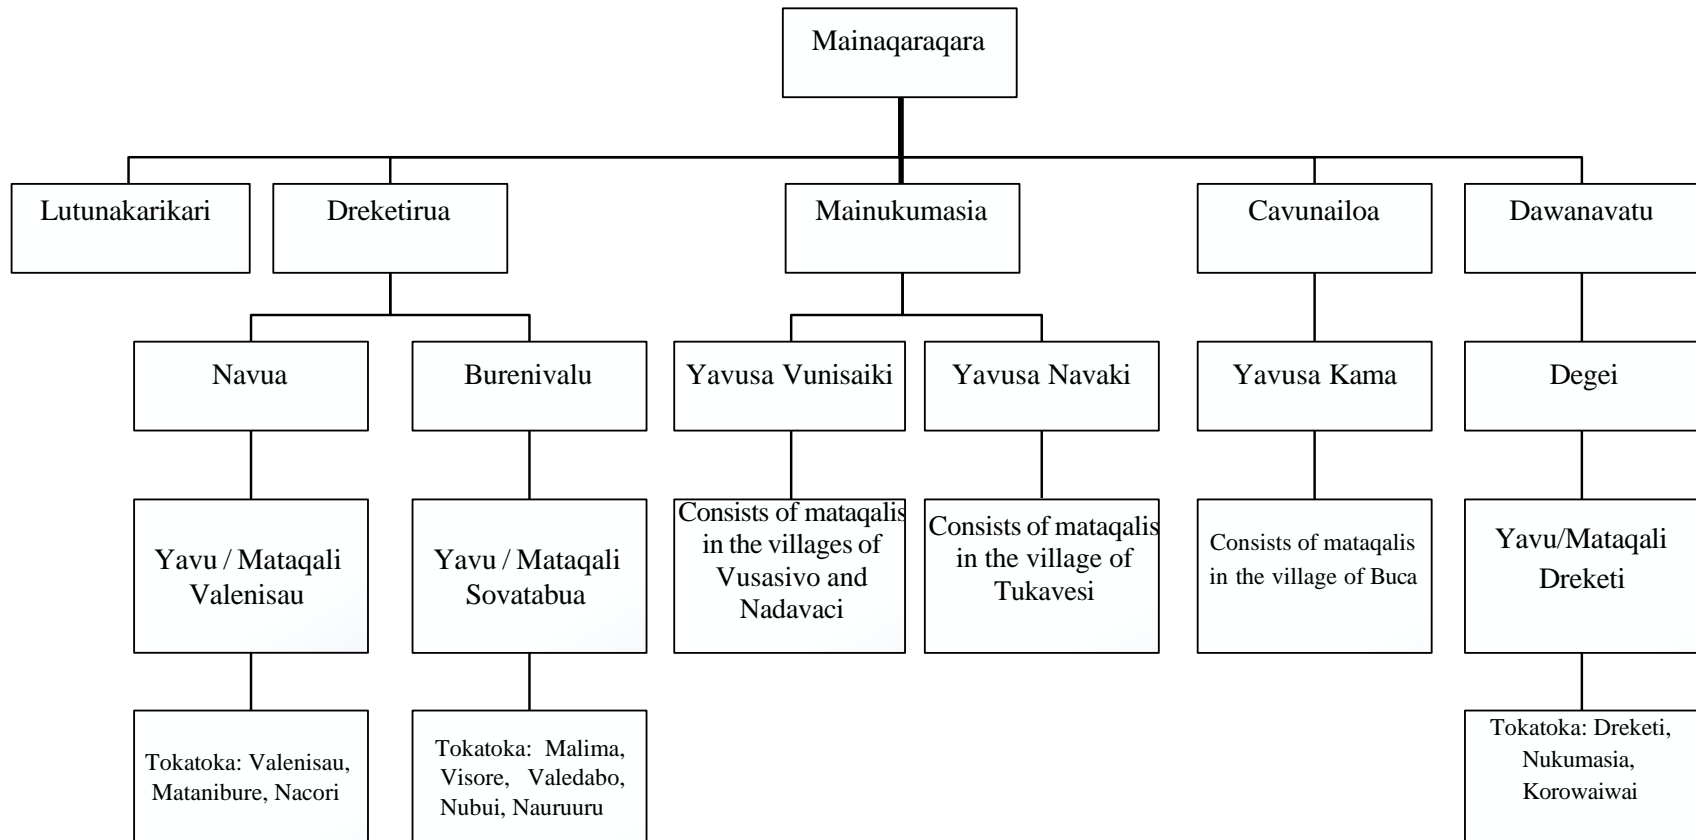 Mainaqaraqara
Lutunakarikari
Dreketirua
Mainukumasia
Cavunailoa
Dawanavatu
Navua
Burenivalu
Yavusa Vunisaiki
Yavusa Navaki
Yavusa Kama
Degei
Yavu / Mataqali
Valenisau
Yavu / Mataqali
Sovatabua
Consists of mataqalis
in the villages of
Vusasivo and
Nadavaci
Consists of mataqalis
in the village of
Tukavesi
Consists of mataqalis
in the village of Buca
Yavu/Mataqali
Dreketi
Tokatoka: Valenisau,
Matanibure, Nacori
Tokatoka: Malima,
Visore, Valedabo,
Nubui, Nauruuru
Tokatoka: Dreketi,
Nukumasia,
Korowaiwai